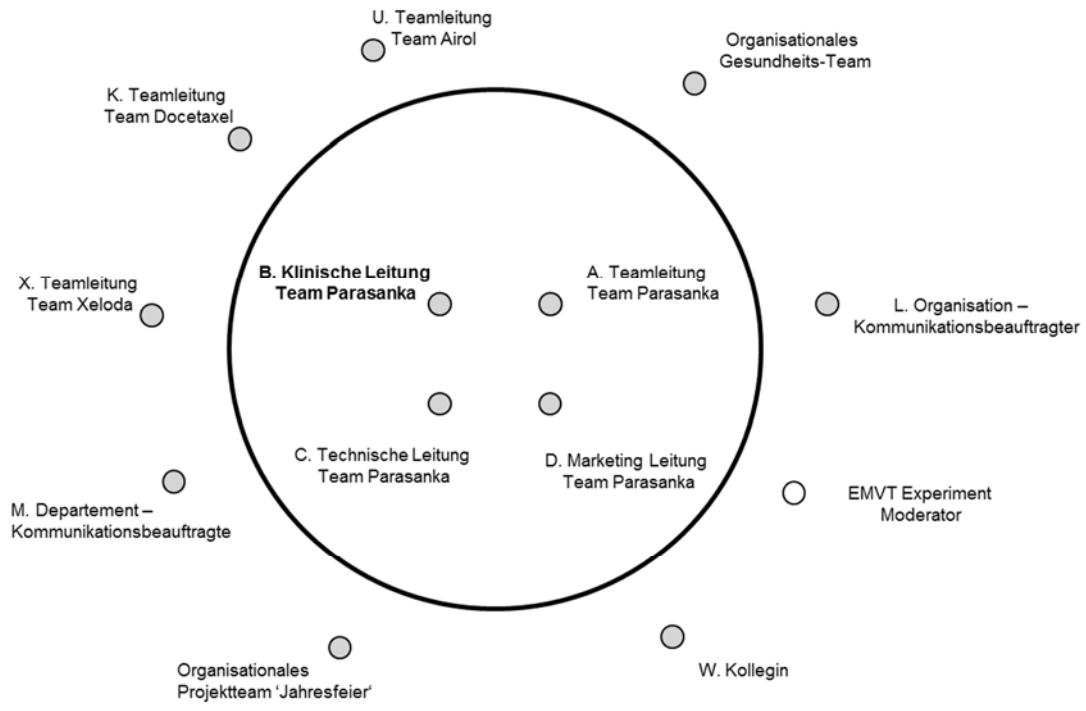 U. Teamleitung
Team Airol
Organisationales
Gesundheits-Team
K. Teamleitung
Team Docetaxel
B. Klinische Leitung
Team Parasanka
A. Teamleitung
Team Parasanka
X. Teamleitung
Team Xeloda
L. Organisation –
Kommunikationsbeauftragter
C. Technische Leitung
Team Parasanka
D. Marketing Leitung
Team Parasanka
M. Departement –
Kommunikationsbeauftragte
EMVT Experiment
Moderator
Organisationales
Projektteam ‘Jahresfeier‘
W. Kollegin